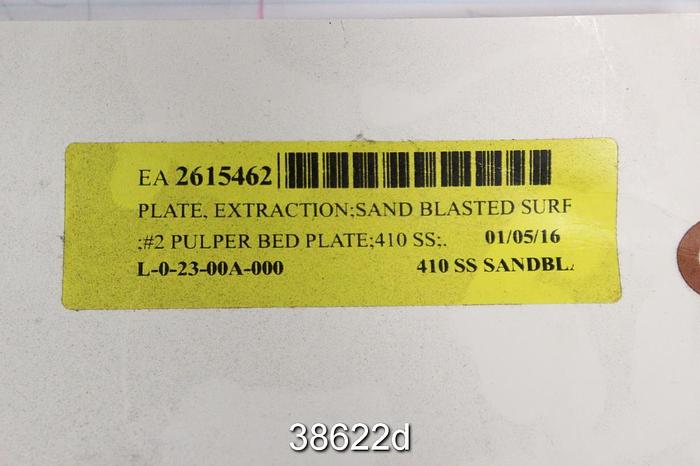 EA 2615462
PLATE, EXTRACTION;SAND BLASTED SURF
;#2 PULPER BED PLATE;410 SS;. 01/05/16
L-0-23-00A-000 410 SS SANDBL
38622d